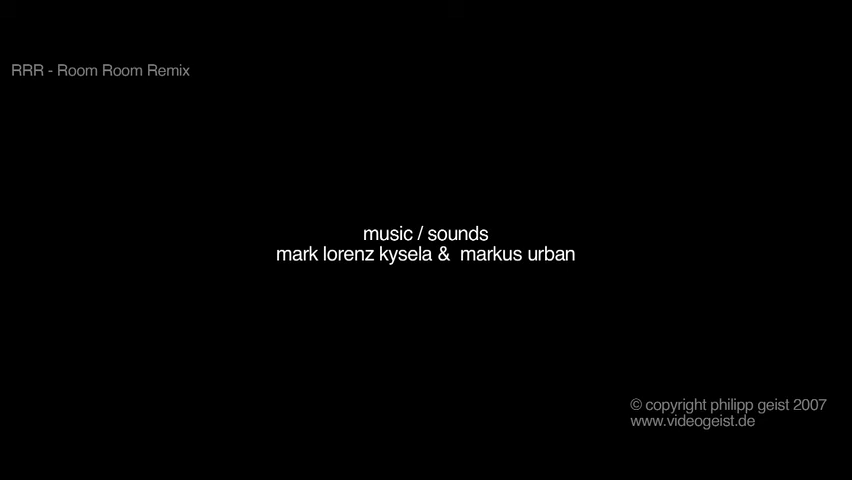 RRR - Room Room Remix
music / sounds
mark lorenz kysela & markus urban
© copyright philipp geist 2007
www.videogeist.de